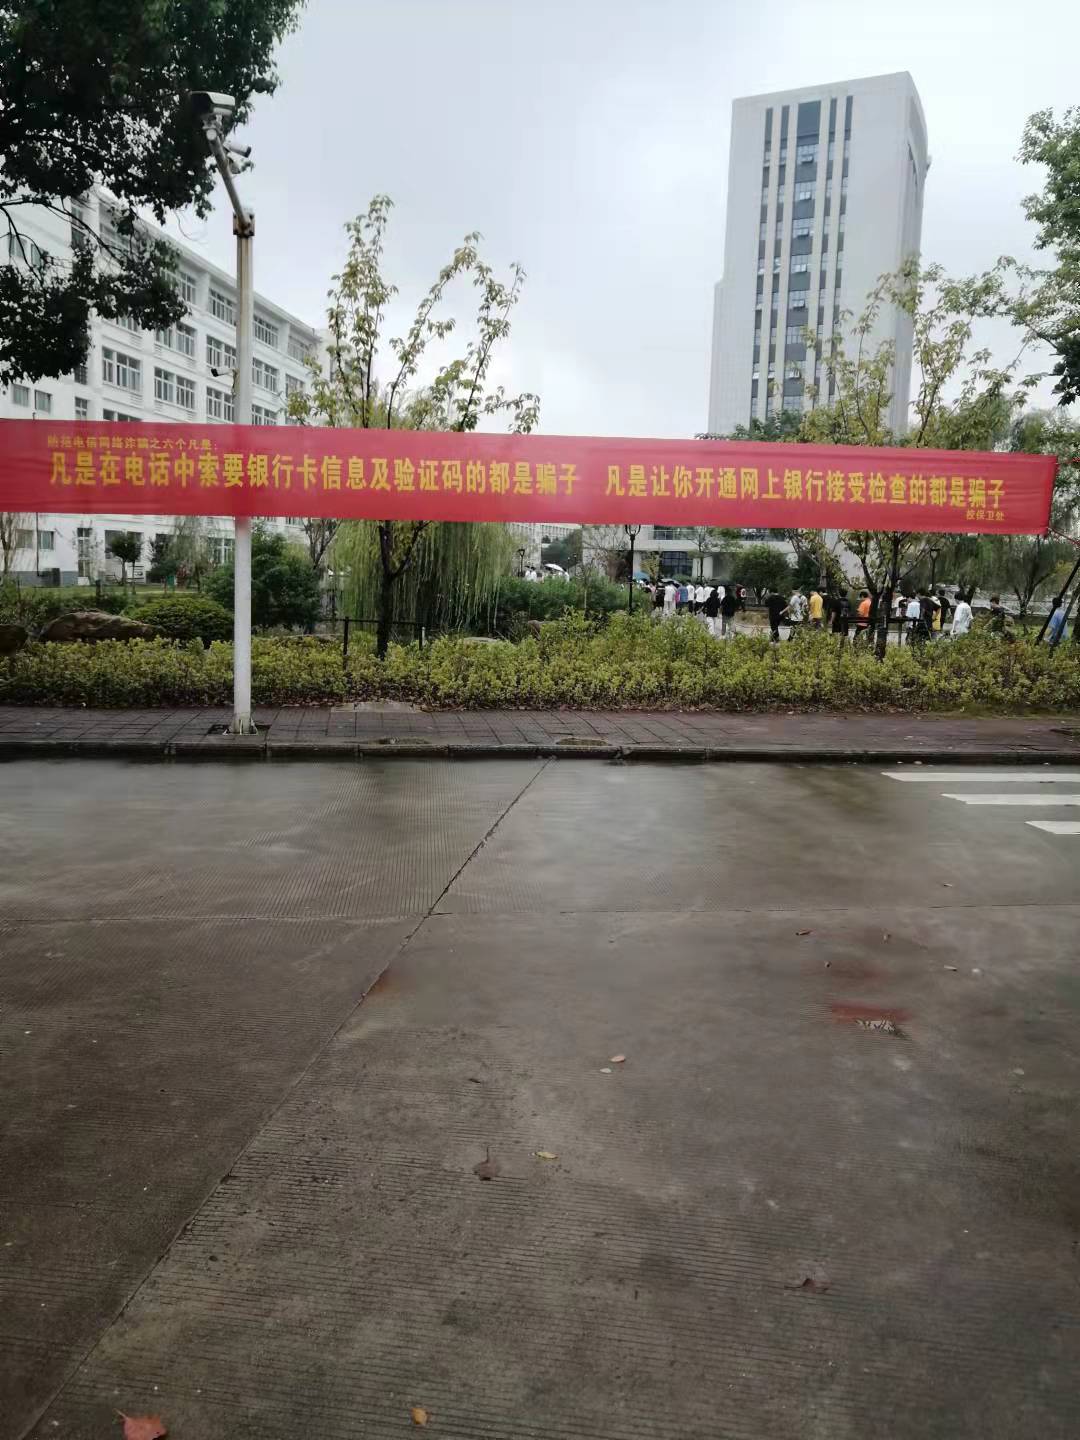 防范电信网络诈骗之六个凡是：
凡是在电话中索要银行卡信息及验证码的都是骗子 凡是让你开通网上银行接受检查的都是骗子
校保卫处